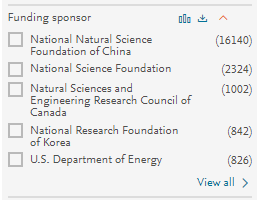 Funding sponsor
National Natural Science (16140)
Foundation of China
National Science Foundation (2324)
Natural Sciences and (1002)
Engineering Research Council of
Canada
National Research Foundation (842)
of Korea
U.S. Department of Energy (826)
View all >